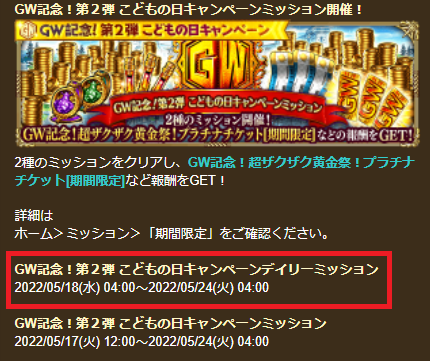 GW記念！第２弾 こどもの日キャンペーンミッション開催！
GW記念！第２弾 こどもの日キャンペーン
GW
GW記念！第２弾 こどもの日キャンペーンミッション
2種のミッション開催！
GW記念！超ザクザク黄金祭！プラチナチケット[期間限定]などの報酬をGET！
2種のミッションをクリアし、GW記念！超ザクザク黄金祭！プラチナ
チケット[期間限定]など報酬をGET！
詳細は
ホーム＞ミッション＞「期間限定」をご確認ください。
GW記念！第２弾 こどもの日キャンペーンデイリーミッション
2022/05/18(水) 04:00～2022/05/24(火) 04:00
GW記念！第２弾 こどもの日キャンペーンミッション
2022/05/17(火) 12:00～2022/05/24(火) 04:00